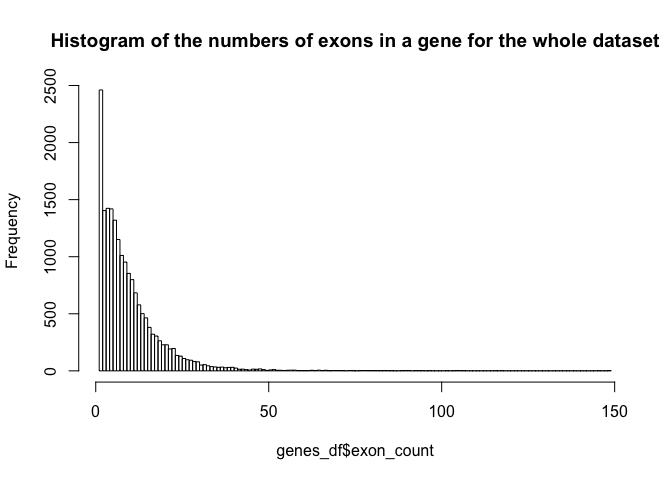 Histogram of the numbers of exons in a gene for the whole dataset
2500
2000
1500
1000
500
0
Frequency
0 50 100 150
genes_df$exon_count